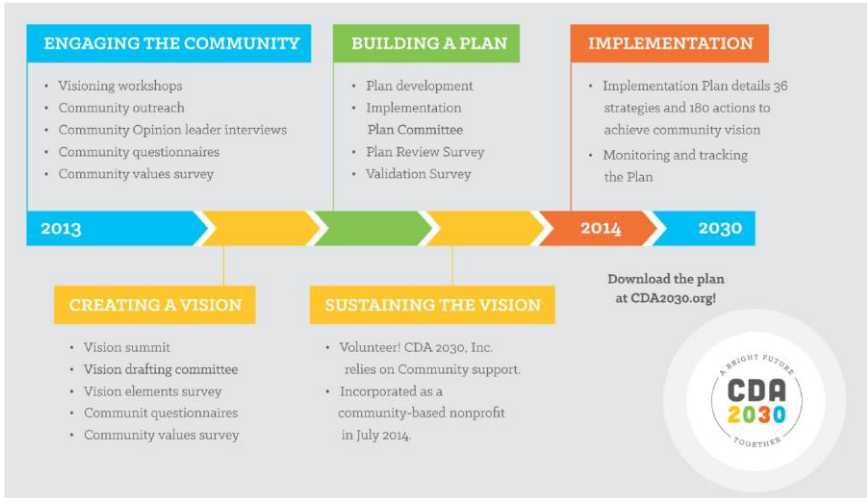 ENGAGING THE COMMUNITY
• Visioning workshops
• Community outreach
• Community Opinion leader interviews
• Community questionnaires
• Community values survey
BUILDING A PLAN
• Plan development
• Implementation
Plan Committee
• Plan Review Survey
• Validation Survey
IMPLEMENTATION
• Implementation Plan details 36
strategies and 180 actions to
achieve community vision
• Monitoring and tracking
the Plan
2013
2014
2030
CREATING A VISION
• Vision summit
• Vision drafting committee
• Vision elements survey
• Communit questionnaires
• Community values survey
SUSTAINING THE VISION
• Volunteer! CDA 2030, Inc.
relies on Community support.
• Incorporated as a
community-based nonprofit
in July 2014.
Download the plan
at CDA2030.org!
A BRIGHT FUTURE
CDA
2030
TOGETHER